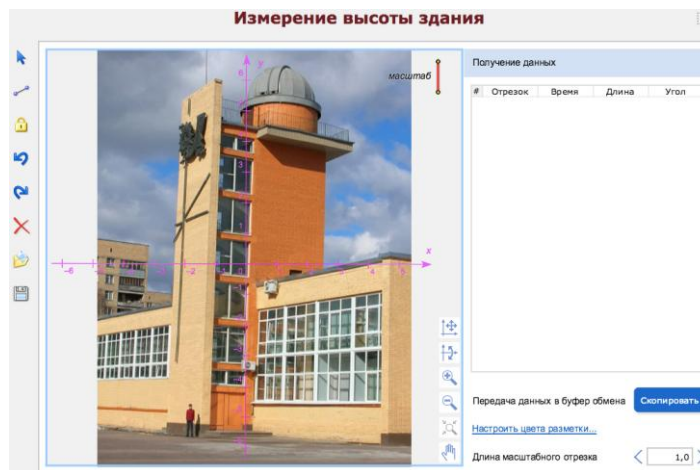 Измерение высоты здания
Получение данных
масштаб
# Отрезок Время Длина Угол
y
x
Передача данных в буфер обмена
Скопировать
Настроить цвета разметки...
Длина масштабного отрезка
1,0